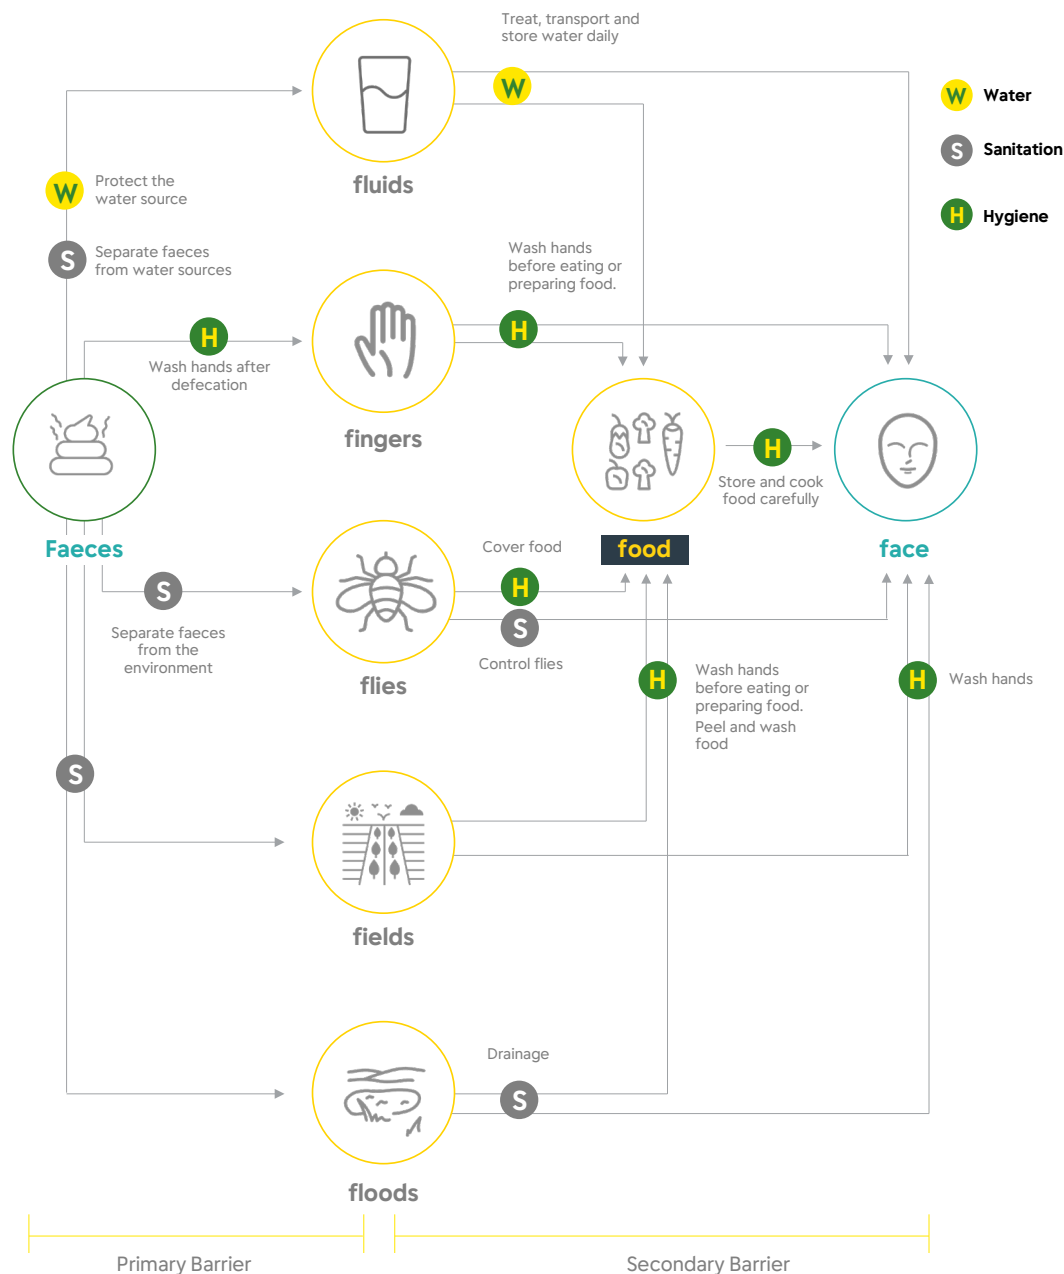 Treat, transport and
store water daily
W
W
Water
S
Sanitation
H
Hygiene
fluids
W
Protect the
water source
S
Separate faeces
from water sources
Wash hands
before eating or
preparing food.
H
H
Wash hands after
defecation
fingers
H
Store and cook
food carefully
Faeces
food
face
Cover food
H
S
S
Control flies
Separate faeces
from the
environment
flies
H
Wash hands
before eating or
preparing food.
Peel and wash
food
H
Wash hands
S
fields
Drainage
S
floods
Primary Barrier
Secondary Barrier